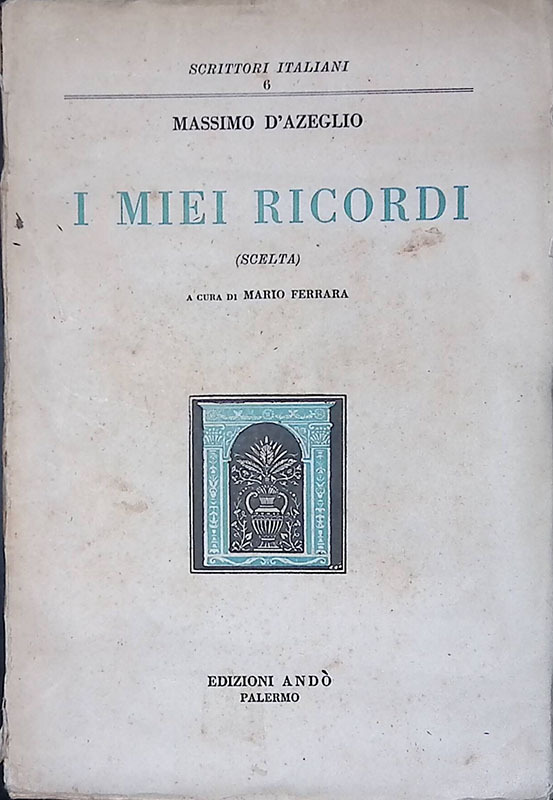 SCRITTORI ITALIANI
6
MASSIMO D'AZEGLIO
I MIEI RICORDI
(SCELTA)
A CURA DI MARIO FERRARA
EDIZIONI ANDÒ
PALERMO